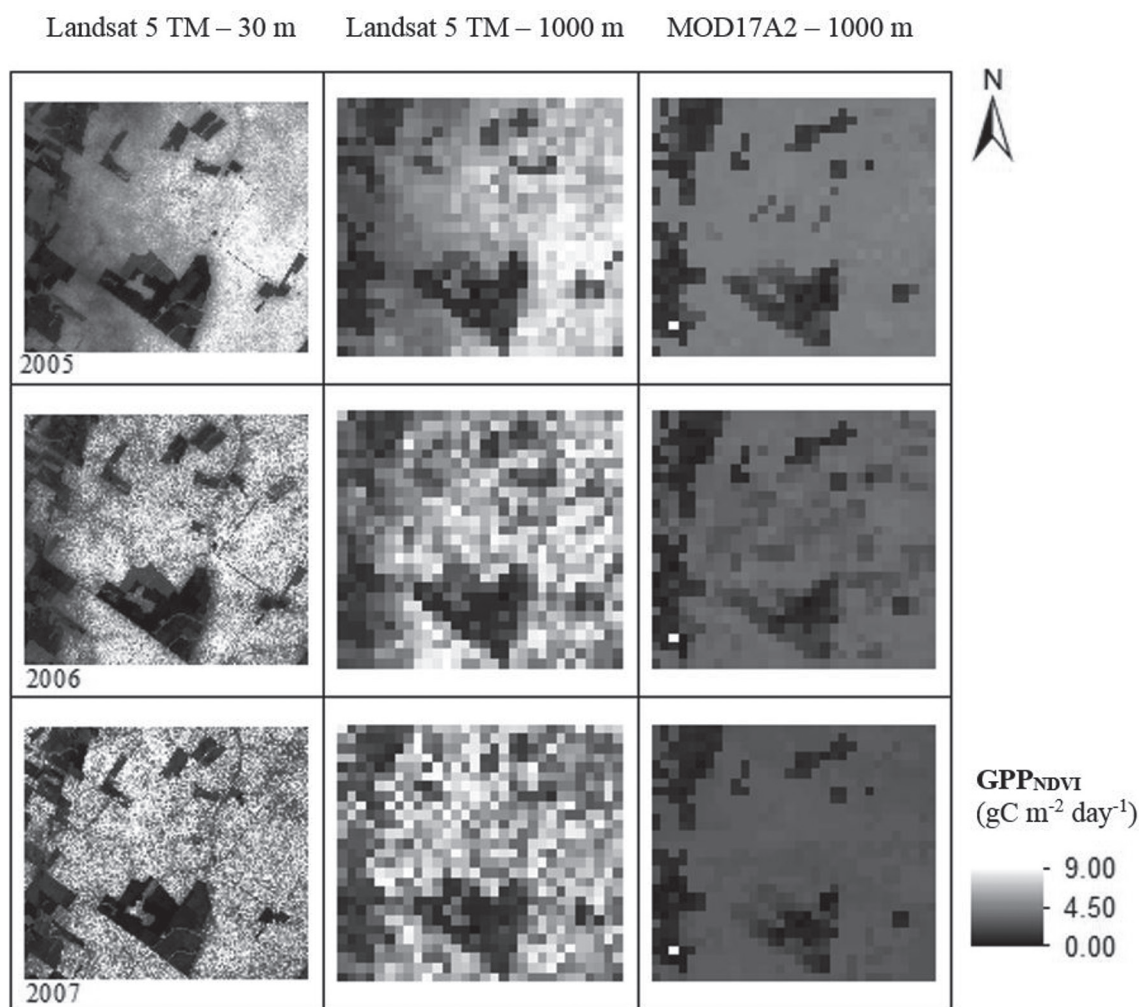 Landsat 5 TM – 30 m
Landsat 5 TM – 1000 m
MOD17A2 – 1000 m
N
2005
2006
2007
GPPNDVI
(gC m-2 day-1)
9.00
4.50
0.00